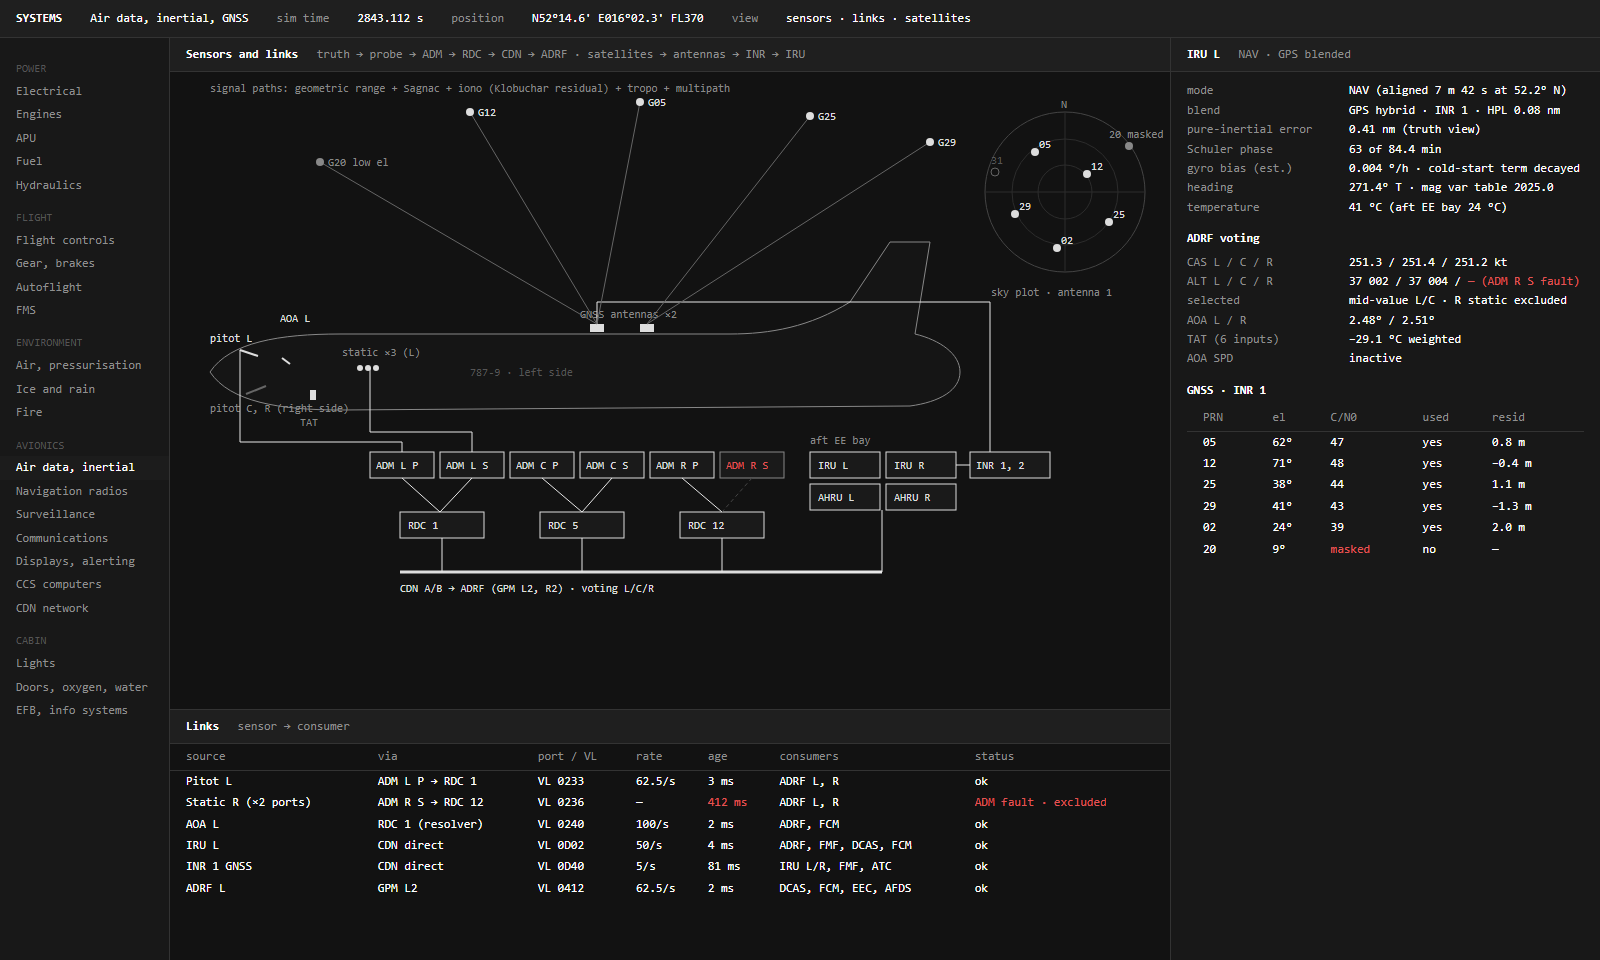 SYSTEMS Air data, inertial, GNSS sim time 2843.112 s position N52°14.6' E016°02.3' FL370 view sensors · links · satellites
POWER
Electrical
Engines
APU
Fuel
Hydraulics
FLIGHT
Flight controls
Gear, brakes
Autoflight
FMS
ENVIRONMENT
Air, pressurisation
Ice and rain
Fire
AVIONICS
Air data, inertial
Navigation radios
Surveillance
Communications
Displays, alerting
CCS computers
CDN network
CABIN
Lights
Doors, oxygen, water
EFB, info systems
Sensors and links truth → probe → ADM → RDC → CDN → ADRF · satellites → antennas → INR → IRU
signal paths: geometric range + Sagnac + iono (Klobuchar residual) + tropo + multipath
G12
G05
G25
G29
G20 low el
N
20 masked
05
31
12
29
25
02
sky plot · antenna 1
GNSS antennas ×2
AOA L
pitot L
static ×3 (L)
787-9 · left side
pitot C, R (right side)
TAT
aft EE bay
ADM L P
ADM L S
ADM C P
ADM C S
ADM R P
ADM R S
IRU L
IRU R
INR 1, 2
AHRU L
AHRU R
RDC 1
RDC 5
RDC 12
CDN A/B → ADRF (GPM L2, R2) · voting L/C/R
Links sensor → consumer
source via port / VL rate age consumers status
Pitot L ADM L P → RDC 1 VL 0233 62.5/s 3 ms ADRF L, R ok
Static R (×2 ports) ADM R S → RDC 12 VL 0236 — 412 ms ADRF L, R ADM fault · excluded
AOA L RDC 1 (resolver) VL 0240 100/s 2 ms ADRF, FCM ok
IRU L CDN direct VL 0D02 50/s 4 ms ADRF, FMF, DCAS, FCM ok
INR 1 GNSS CDN direct VL 0D40 5/s 81 ms IRU L/R, FMF, ATC ok
ADRF L GPM L2 VL 0412 62.5/s 2 ms DCAS, FCM, EEC, AFDS ok
IRU L NAV · GPS blended
mode NAV (aligned 7 m 42 s at 52.2° N)
blend GPS hybrid · INR 1 · HPL 0.08 nm
pure-inertial error 0.41 nm (truth view)
Schuler phase 63 of 84.4 min
gyro bias (est.) 0.004 °/h · cold-start term decayed
heading 271.4° T · mag var table 2025.0
temperature 41 °C (aft EE bay 24 °C)
ADRF voting
CAS L / C / R 251.3 / 251.4 / 251.2 kt
ALT L / C / R 37 002 / 37 004 / — (ADM R S fault)
selected mid-value L/C · R static excluded
AOA L / R 2.48° / 2.51°
TAT (6 inputs) −29.1 °C weighted
AOA SPD inactive
GNSS · INR 1
PRN el C/N0 used resid
05 62° 47 yes 0.8 m
12 71° 48 yes −0.4 m
25 38° 44 yes 1.1 m
29 41° 43 yes −1.3 m
02 24° 39 yes 2.0 m
20 9° masked no —